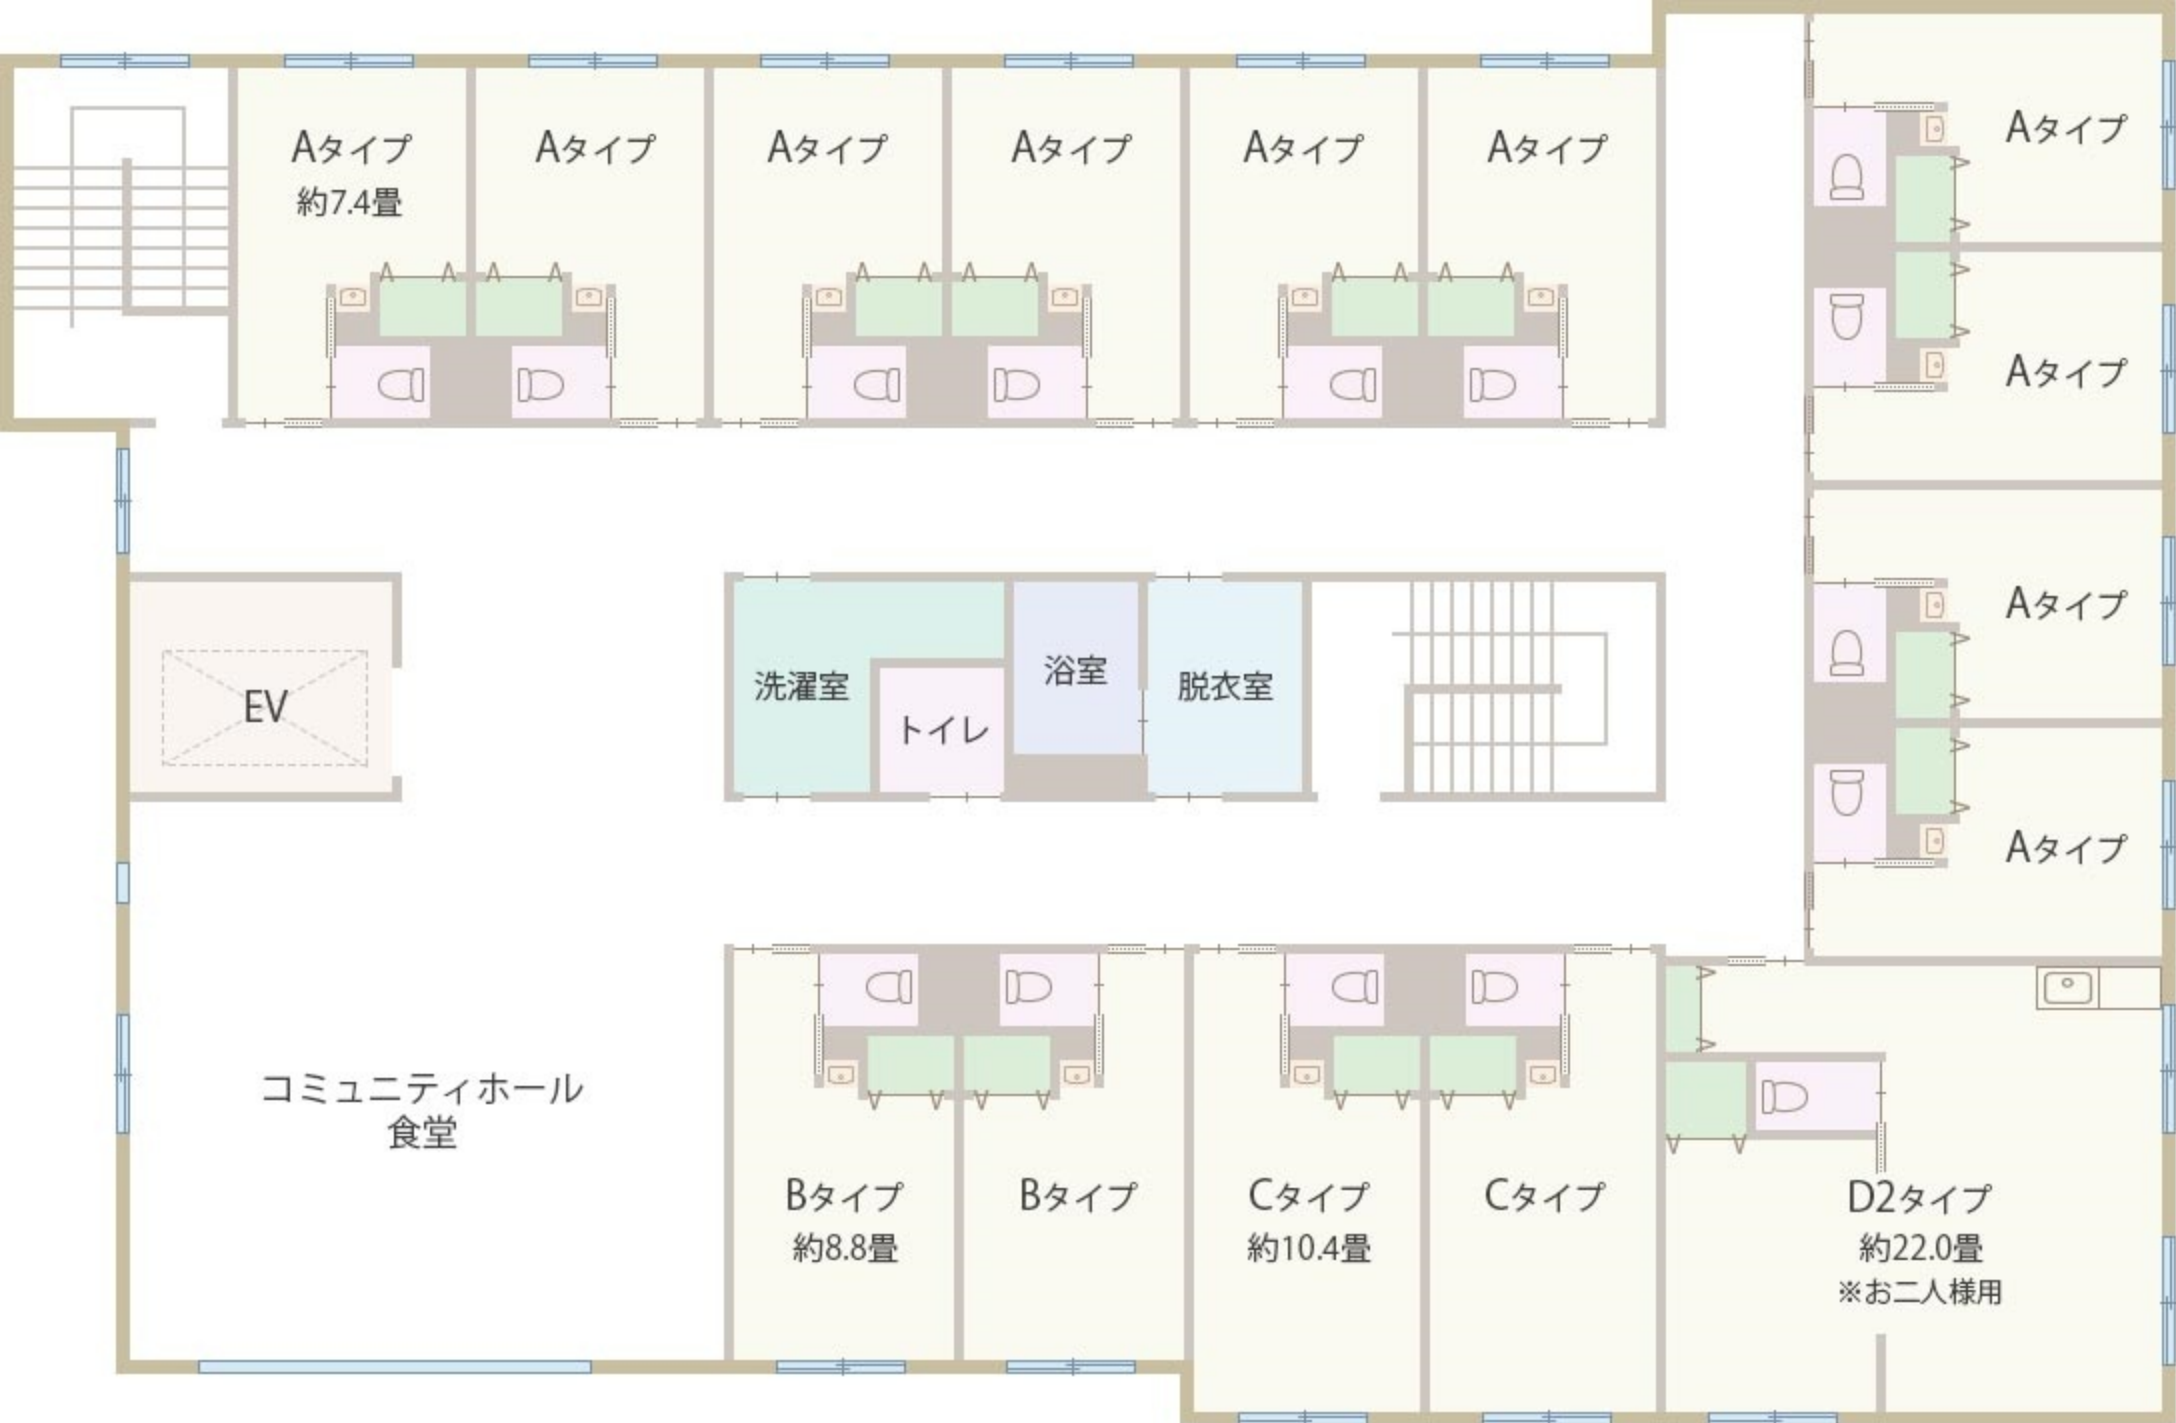 Aタイプ
約7.4畳
Aタイプ
Aタイプ
Aタイプ
Aタイプ
Aタイプ
Aタイプ
Aタイプ
Aタイプ
Aタイプ
EV
洗濯室
トイレ
浴室
脱衣室
コミュニティホール
食堂
Bタイプ
約8.8畳
Bタイプ
Cタイプ
約10.4畳
Cタイプ
D2タイプ
約22.0畳
※お二人様用